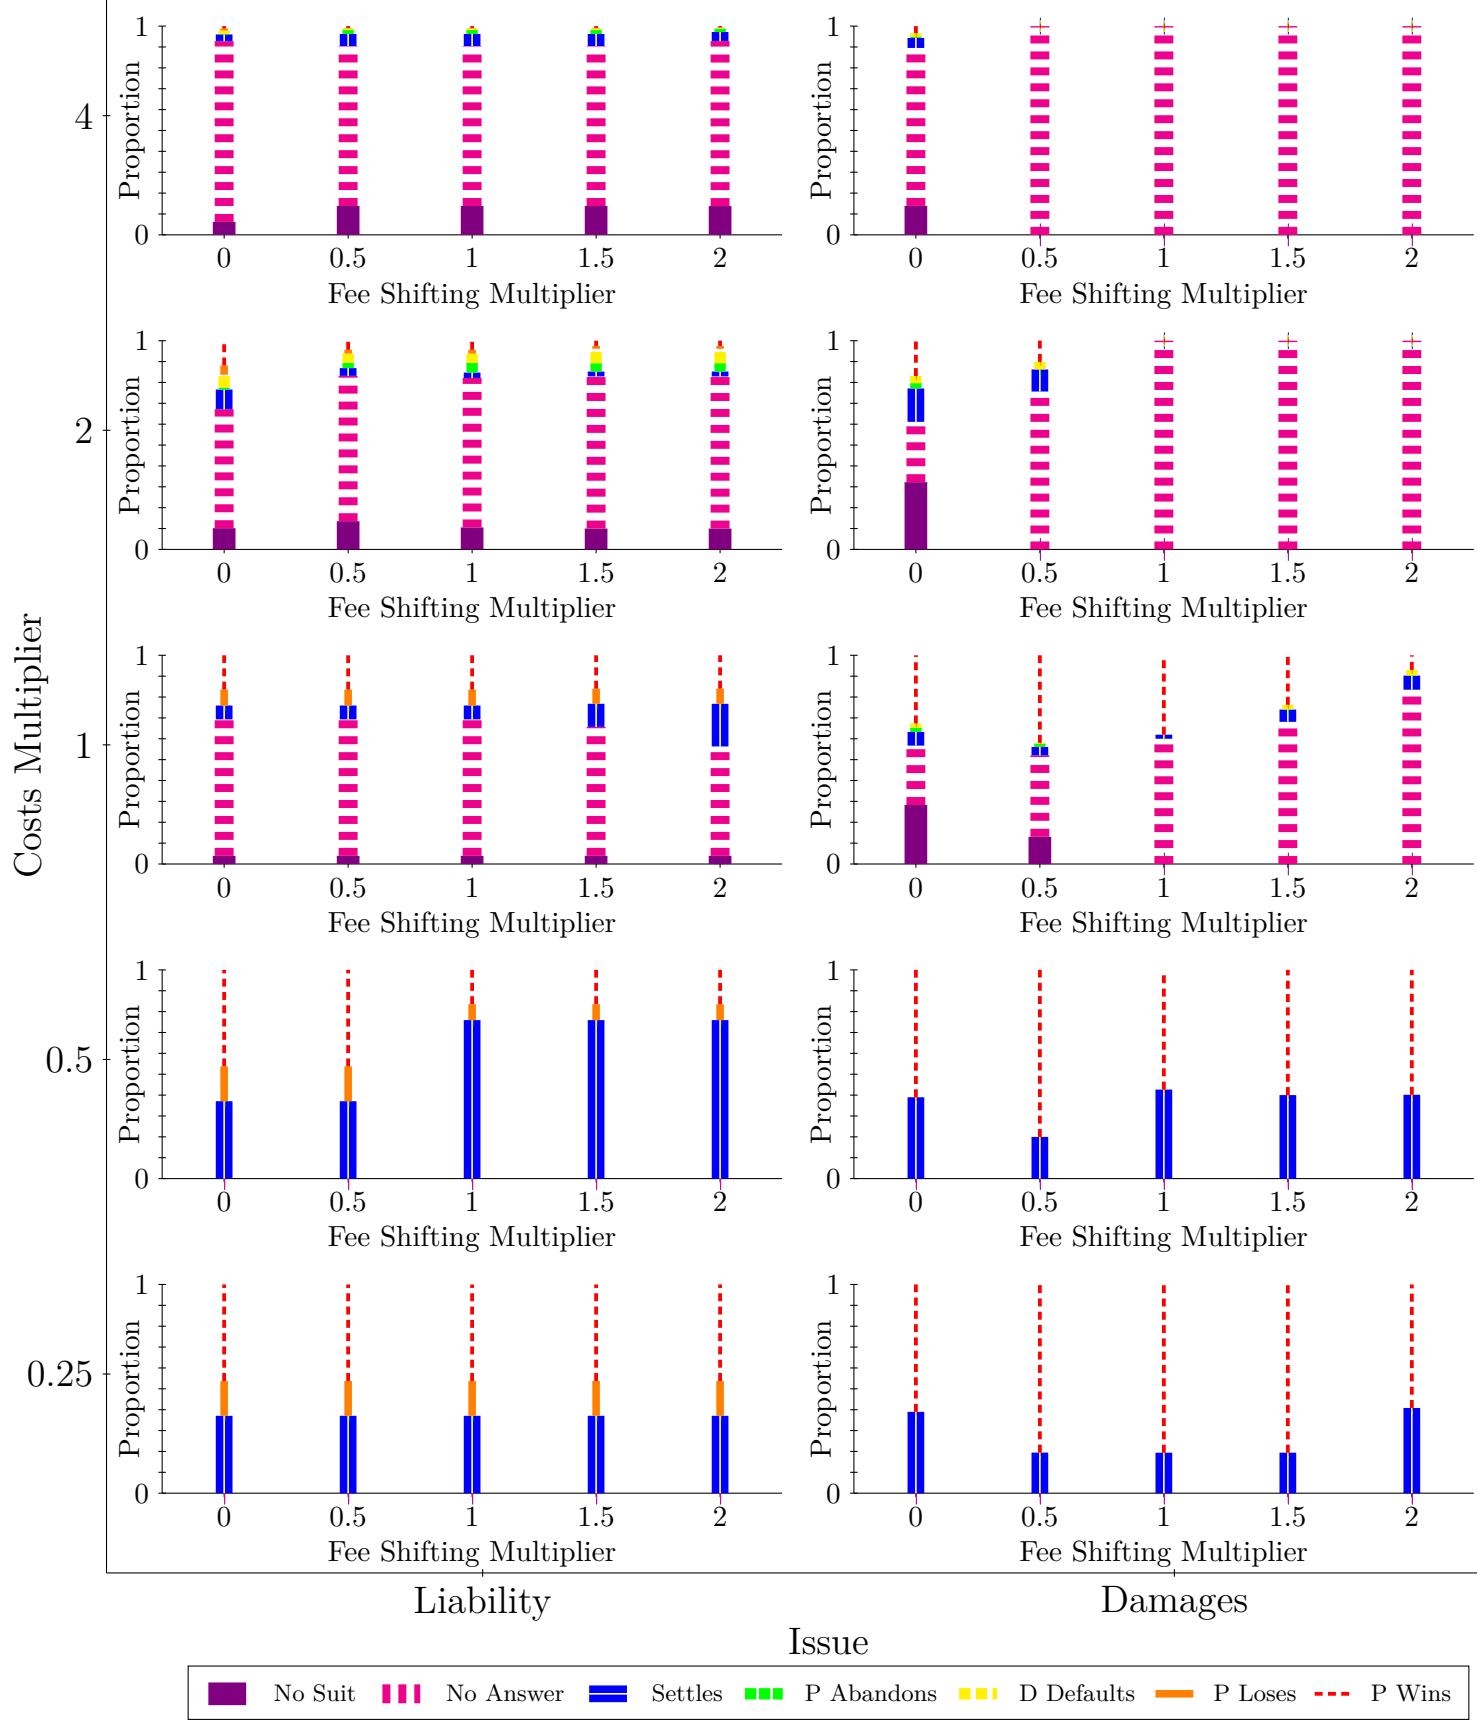 Costs Multiplier
4
1
Proportion
0
0 0.5 1 1.5 2
Fee Shifting Multiplier
1
Proportion
0
0 0.5 1 1.5 2
Fee Shifting Multiplier
2
1
Proportion
0
0 0.5 1 1.5 2
Fee Shifting Multiplier
1
Proportion
0
0 0.5 1 1.5 2
Fee Shifting Multiplier
1
1
Proportion
0
0 0.5 1 1.5 2
Fee Shifting Multiplier
1
Proportion
0
0 0.5 1 1.5 2
Fee Shifting Multiplier
0.5
1
Proportion
0
0 0.5 1 1.5 2
Fee Shifting Multiplier
1
Proportion
0
0 0.5 1 1.5 2
Fee Shifting Multiplier
0.25
1
Proportion
0
0 0.5 1 1.5 2
Fee Shifting Multiplier
1
Proportion
0
0 0.5 1 1.5 2
Fee Shifting Multiplier
Liability Damages
Issue
No Suit No Answer Settles P Abandons D Defaults P Loses P Wins